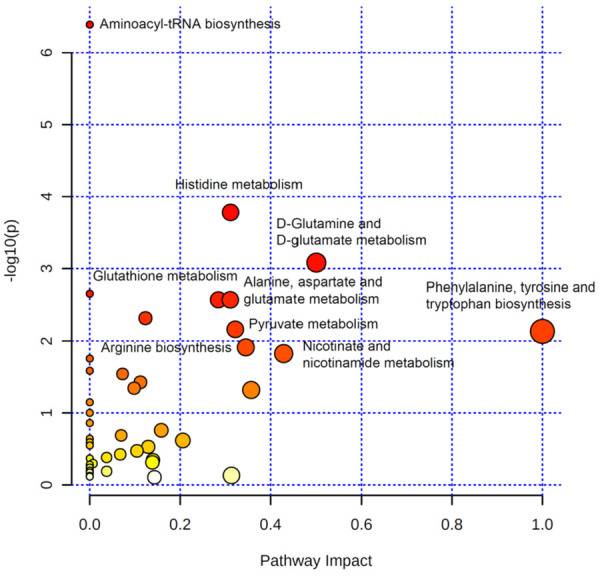 Aminoacyl-tRNA biosynthesis
6
5
4
3
2
1
0
-log10(p)
Histidine metabolism
D-Glutamine and
D-glutamate metabolism
Glutathione metabolism
Alanine, aspartate and
glutamate metabolism
Phenylalanine, tyrosine and
tryptophan biosynthesis
Pyruvate metabolism
Arginine biosynthesis
Nicotinate and
nicotinamide metabolism
0.0 0.2 0.4 0.6 0.8 1.0
Pathway Impact